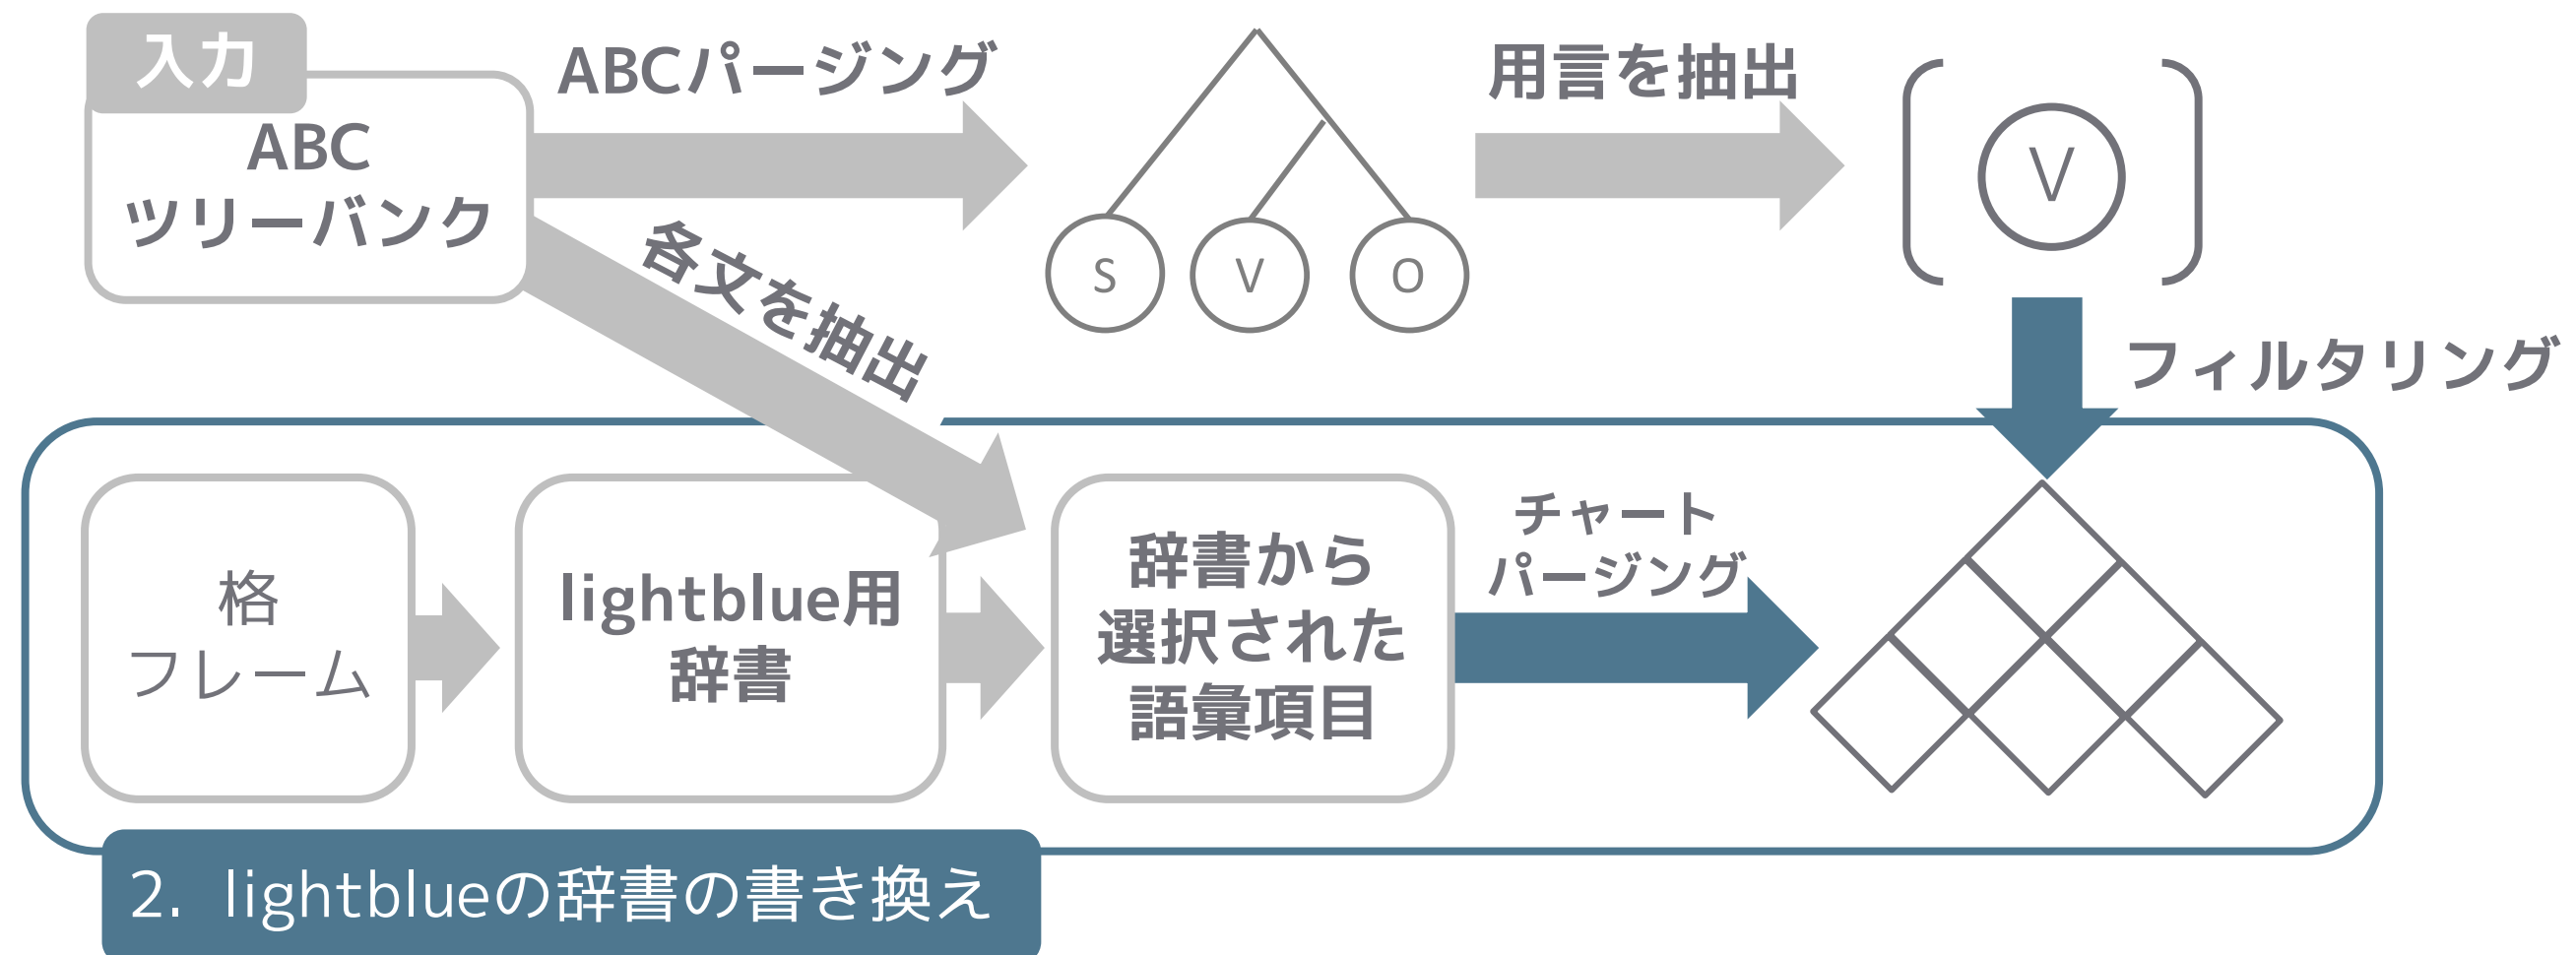 入力
ABC
ツリーバンク
ABCパージング
S
V
O
用言を抽出
V
各文を抽出
フィルタリング
格
フレーム
lightblue用
辞書
辞書から
選択された
語彙項目
チャート
パージング
2. lightblueの辞書の書き換え